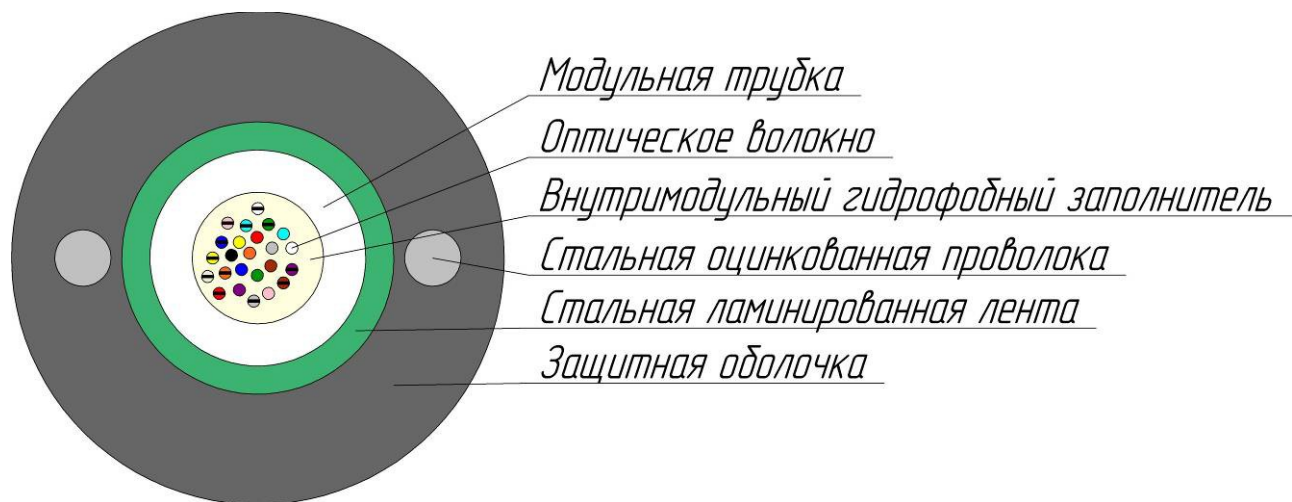 Модульная трубка
Оптическое волокно
Внутримодульный гидрофобный заполнитель
Стальная оцинкованная проволока
Стальная ламинированная лента
Защитная оболочка